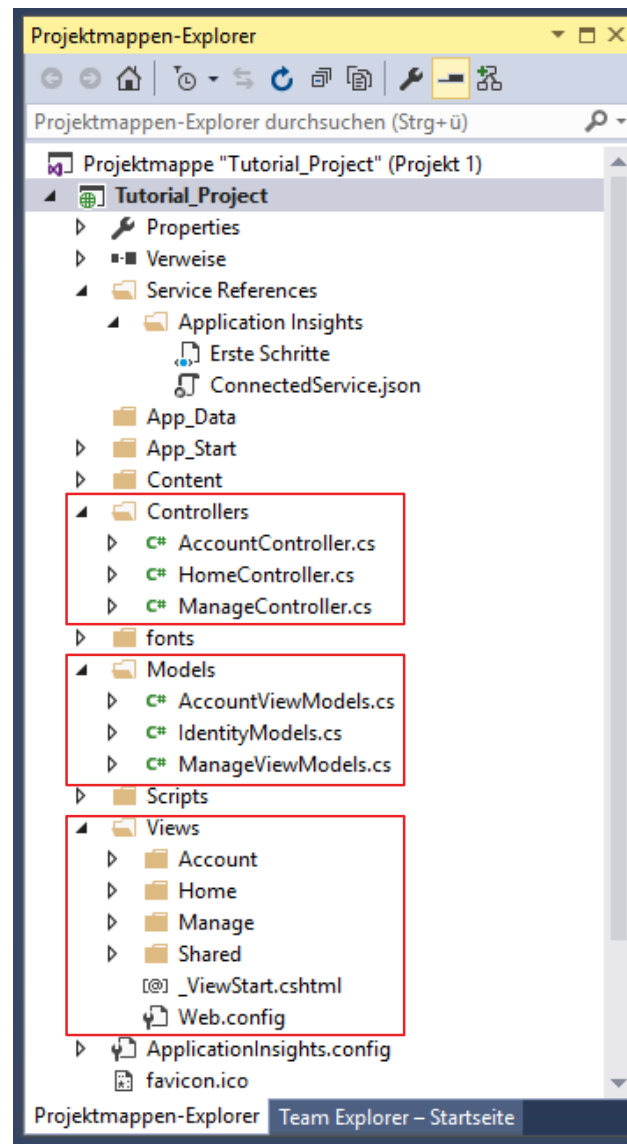 Projektmappen-Explorer
Projektmappen-Explorer durchsuchen (Strg+ü)
Projektmappe "Tutorial_Project" (Projekt 1)
Tutorial_Project
Properties
Verweise
Service References
Application Insights
Erste Schritte
ConnectedService.json
App_Data
App_Start
Content
Controllers
C# AccountController.cs
C# HomeController.cs
C# ManageController.cs
fonts
Models
C# AccountViewModels.cs
C# IdentityModels.cs
C# ManageViewModels.cs
Scripts
Views
Account
Home
Manage
Shared
[@] _ViewStart.cshtml
Web.config
ApplicationInsights.config
favicon.ico
Projektmappen-Explorer Team Explorer – Startseite